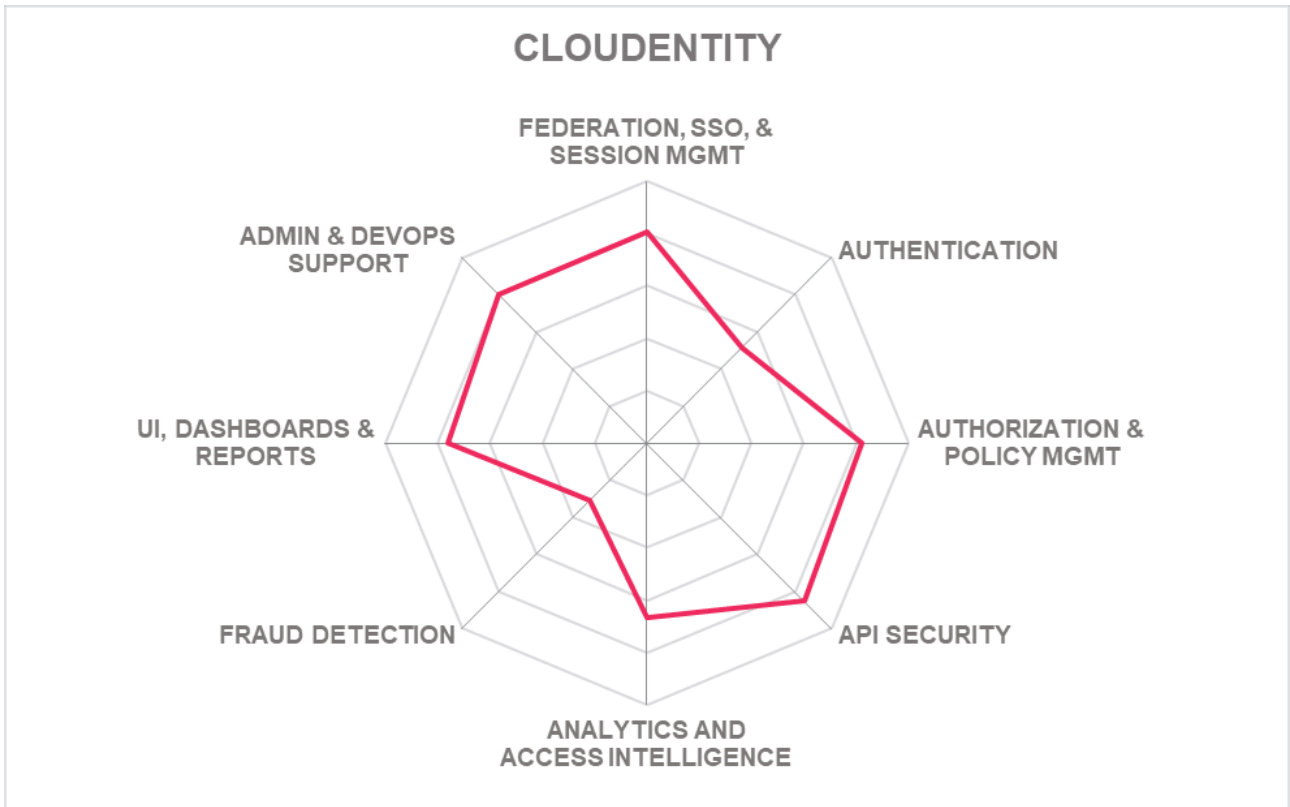 CLOUDENTITY
FEDERATION, SSO, &
SESSION MGMT
AUTHENTICATION
AUTHORIZATION &
POLICY MGMT
API SECURITY
ANALYTICS AND
ACCESS INTELLIGENCE
FRAUD DETECTION
UI, DASHBOARDS &
REPORTS
ADMIN & DEVOPS
SUPPORT